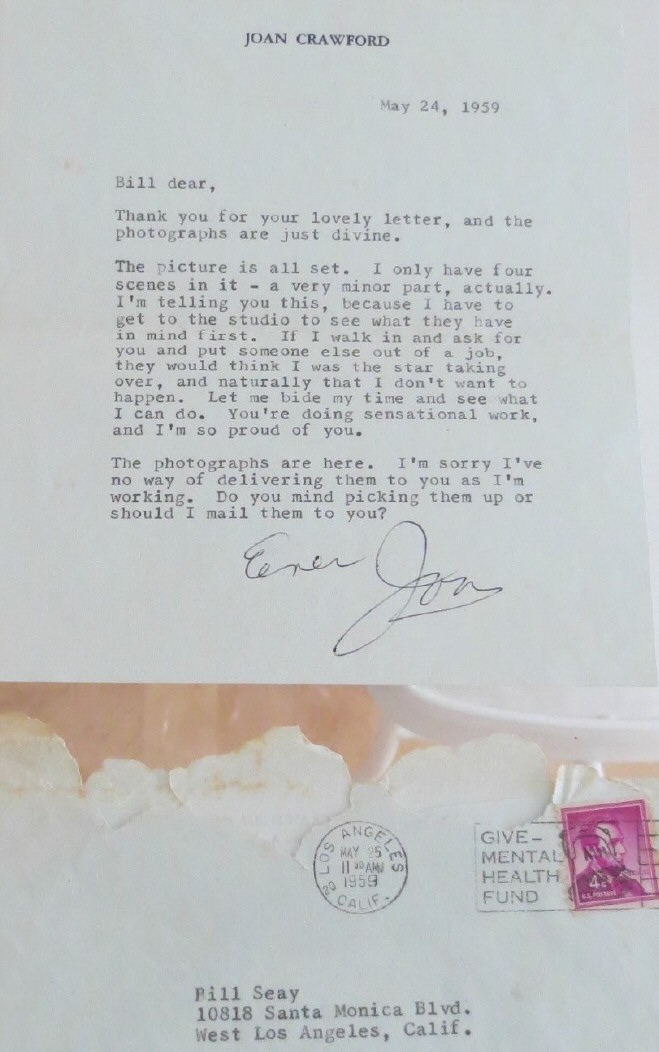 JOAN CRAWFORD
May 24, 1959
Bill dear,
Thank you for your lovely letter, and the
photographs are just divine.
The picture is all set.  I only have four
scenes in it - a very minor part, actually.
I'm telling you this, because I have to
get to the studio to see what they have
in mind first.  If I walk in and ask for
you and put someone else out of a job,
they would think I was the star taking
over, and naturally that I don't want to
happen.  Let me bide my time and see what
I can do.  You're doing sensational work,
and I'm so proud of you.
The photographs are here.  I'm sorry I've
no way of delivering them to you as I'm
working.  Do you mind picking them up or
should I mail them to you?
Ever Joan
LOS ANGELES
MAY 25
11 30 AM
1959
CALIF.
GIVE-
MENTAL
HEALTH
FUND
4¢
U.S. POSTAGE
Bill Seay
10818 Santa Monica Blvd.
West Los Angeles, Calif.